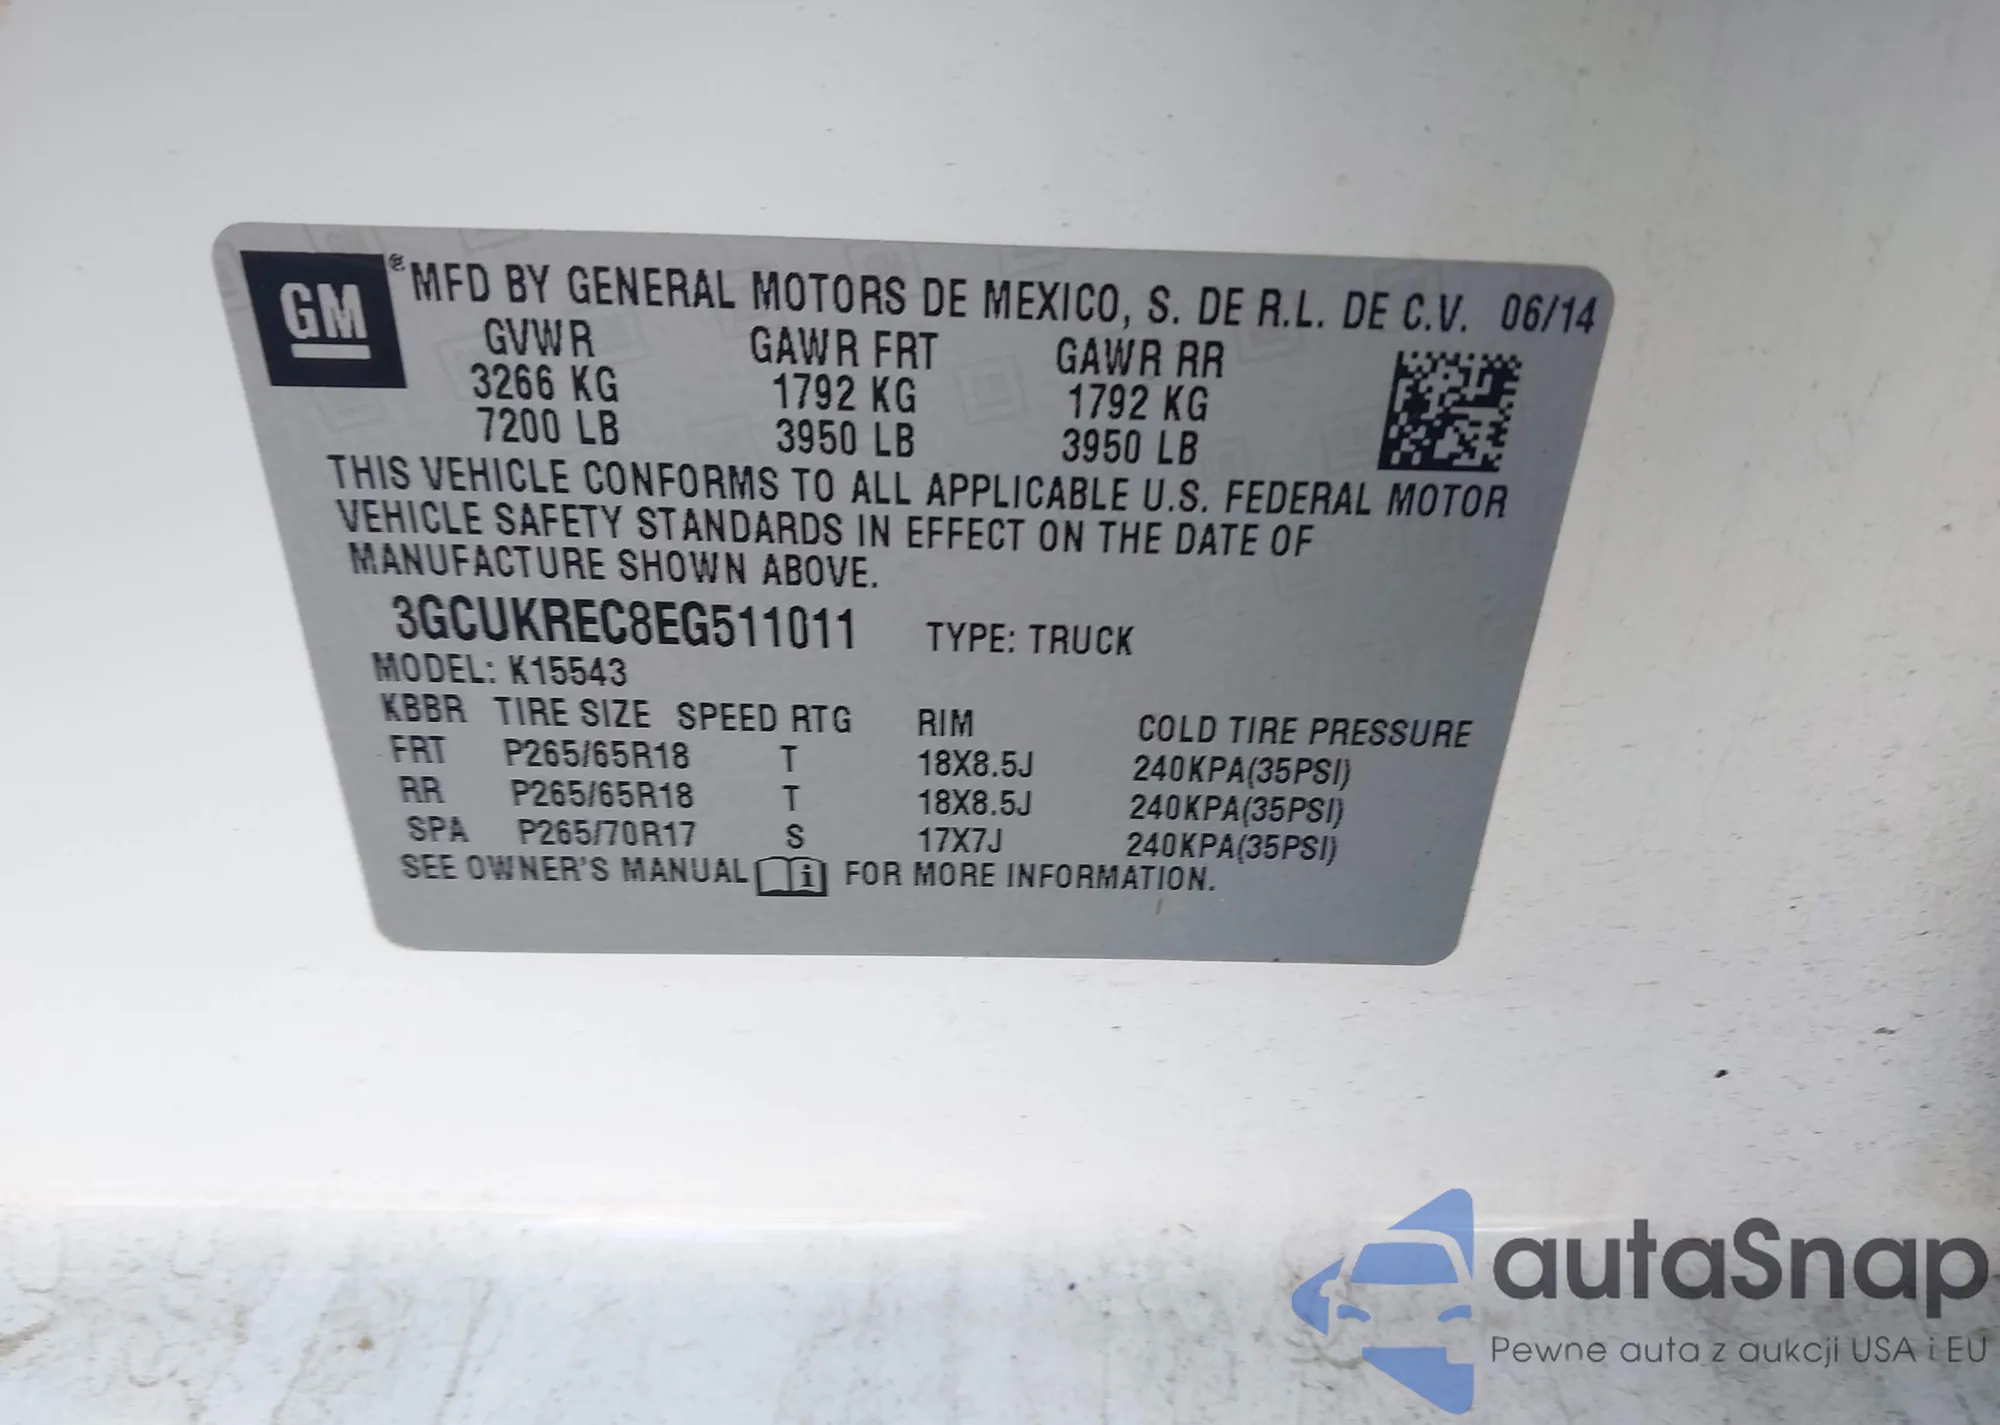 GM ® MFD BY GENERAL MOTORS DE MEXICO, S. DE R.L. DE C.V. 06/14
GVWR GAWR FRT GAWR RR
3266 KG 1792 KG 1792 KG
7200 LB 3950 LB 3950 LB
THIS VEHICLE CONFORMS TO ALL APPLICABLE U.S. FEDERAL MOTOR
VEHICLE SAFETY STANDARDS IN EFFECT ON THE DATE OF
MANUFACTURE SHOWN ABOVE.
3GCUKREC8EG511011 TYPE: TRUCK
MODEL: K15543
KBBR TIRE SIZE SPEED RTG RIM COLD TIRE PRESSURE
FRT P265/65R18 T 18X8.5J 240KPA(35PSI)
RR P265/65R18 T 18X8.5J 240KPA(35PSI)
SPA P265/70R17 S 17X7J 240KPA(35PSI)
SEE OWNER'S MANUAL i FOR MORE INFORMATION.
autaSnap
Pewne auta z aukcji USA i EU